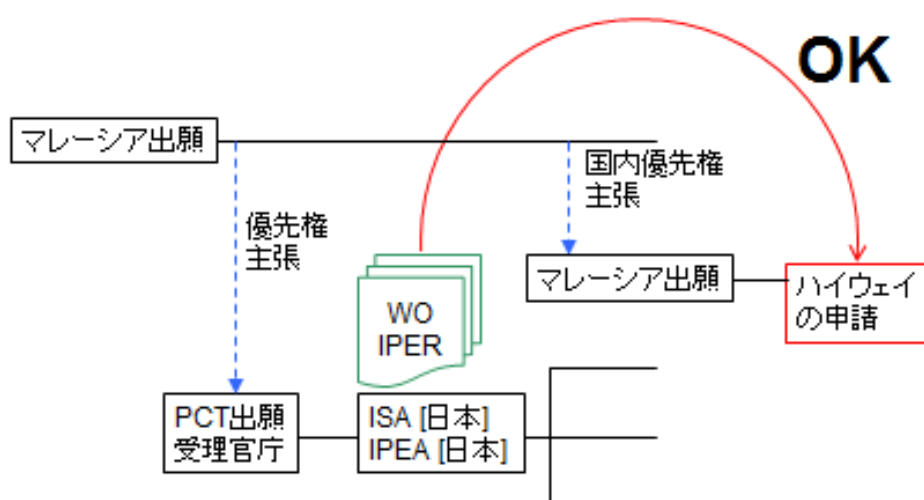 OK
マレーシア出願
国内優先権
主張
優先権
主張
マレーシア出願
ハイウェイ
の申請
WO
IPER
PCT出願
受理官庁
ISA [日本]
IPEA [日本]